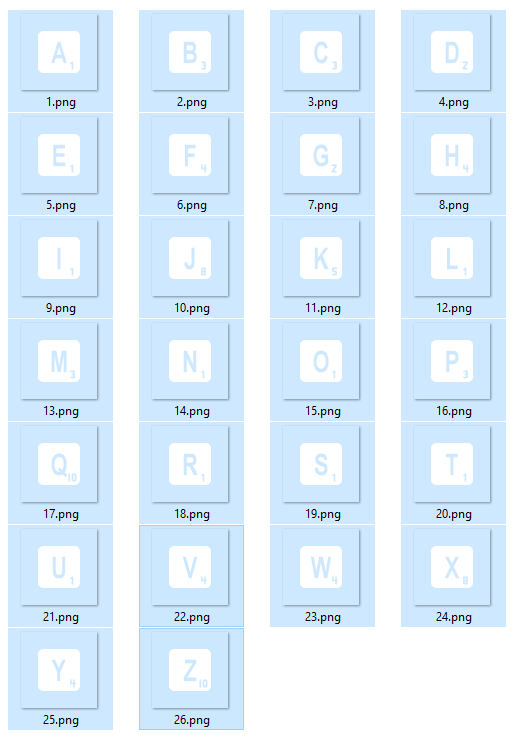 A1 B3 C3 D2
1.png 2.png 3.png 4.png
E1 F4 G2 H4
5.png 6.png 7.png 8.png
I1 J8 K5 L1
9.png 10.png 11.png 12.png
M3 N1 O1 P3
13.png 14.png 15.png 16.png
Q10 R1 S1 T1
17.png 18.png 19.png 20.png
U1 V4 W4 X8
21.png 22.png 23.png 24.png
Y4 Z10
25.png 26.png